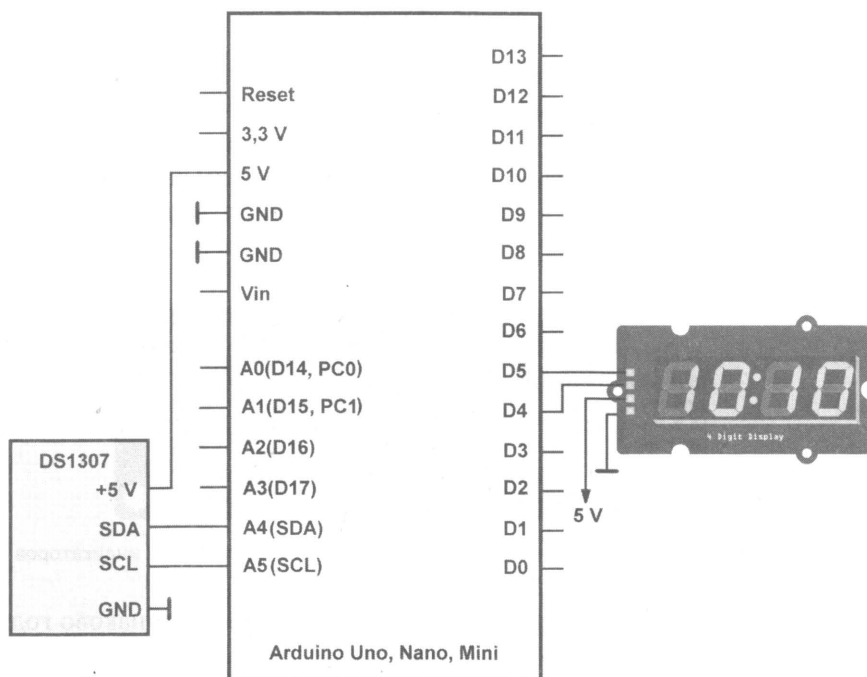 Reset
3,3 V
5 V
GND
GND
Vin
A0(D14, PC0)
A1(D15, PC1)
A2(D16)
A3(D17)
A4(SDA)
A5(SCL)
D13
D12
D11
D10
D9
D8
D7
D6
D5
D4
D3
D2
D1
D0
Arduino Uno, Nano, Mini
DS1307
+5 V
SDA
SCL
GND
10:10
4 Digit Display
5 V